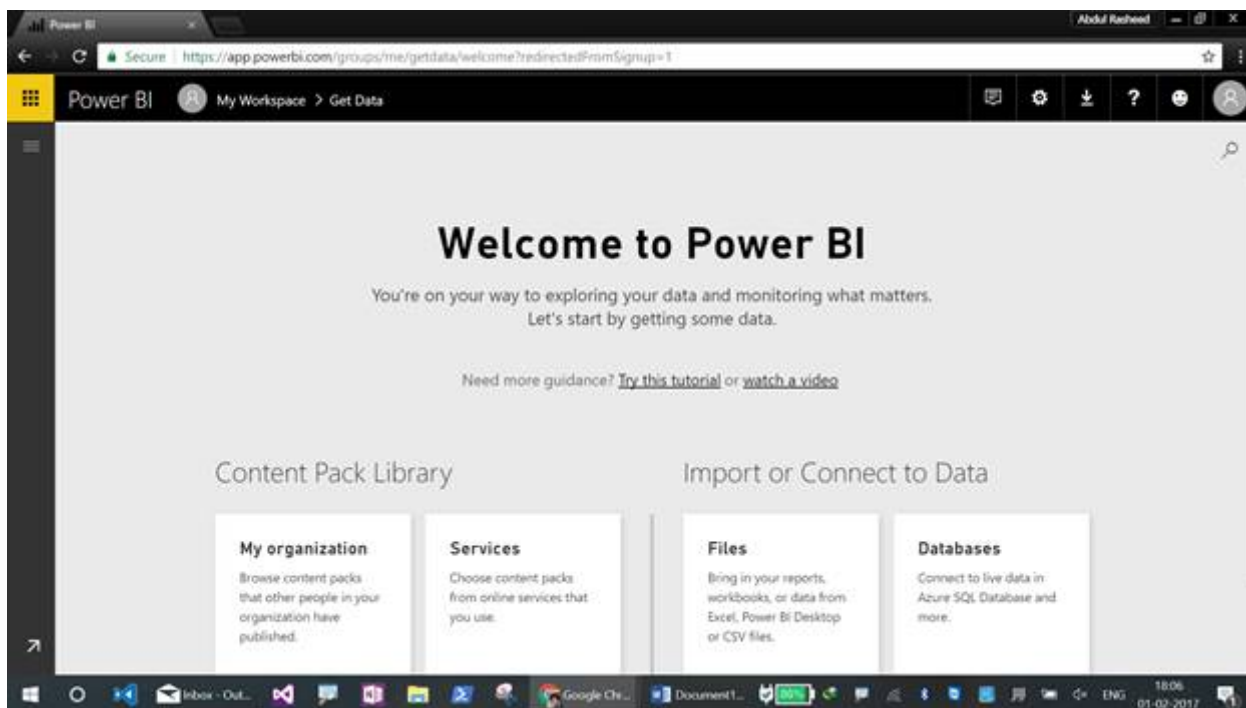 Power BI
Abdul Rasheed
Secure https://app.powerbi.com/groups/me/getdata/welcome?redirectedFromSignup=1
Power BI My Workspace > Get Data
Welcome to Power BI
You're on your way to exploring your data and monitoring what matters.
Let's start by getting some data.
Need more guidance? Try this tutorial or watch a video
Content Pack Library
Import or Connect to Data
My organization
Browse content packs
that other people in your
organization have
published.
Services
Choose content packs
from online services that
you use.
Files
Bring in your reports,
workbooks, or data from
Excel, Power BI Desktop
or CSV files.
Databases
Connect to live data in
Azure SQL Database and
more.
Inbox - Out... Google Chr... Document1... ENG 18:06
01-02-2017